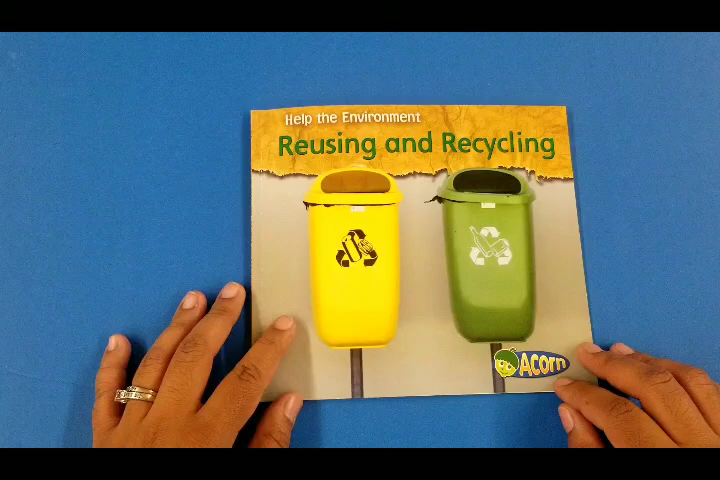 Help the Environment
Reusing and Recycling
Acorn